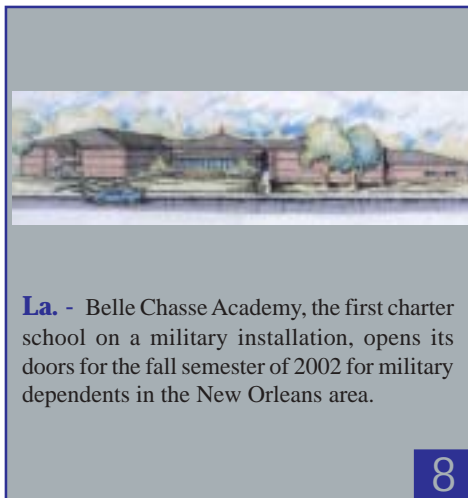 La. - Belle Chasse Academy, the first charter
school on a military installation, opens its
doors for the fall semester of 2002 for military
dependents in the New Orleans area.
8